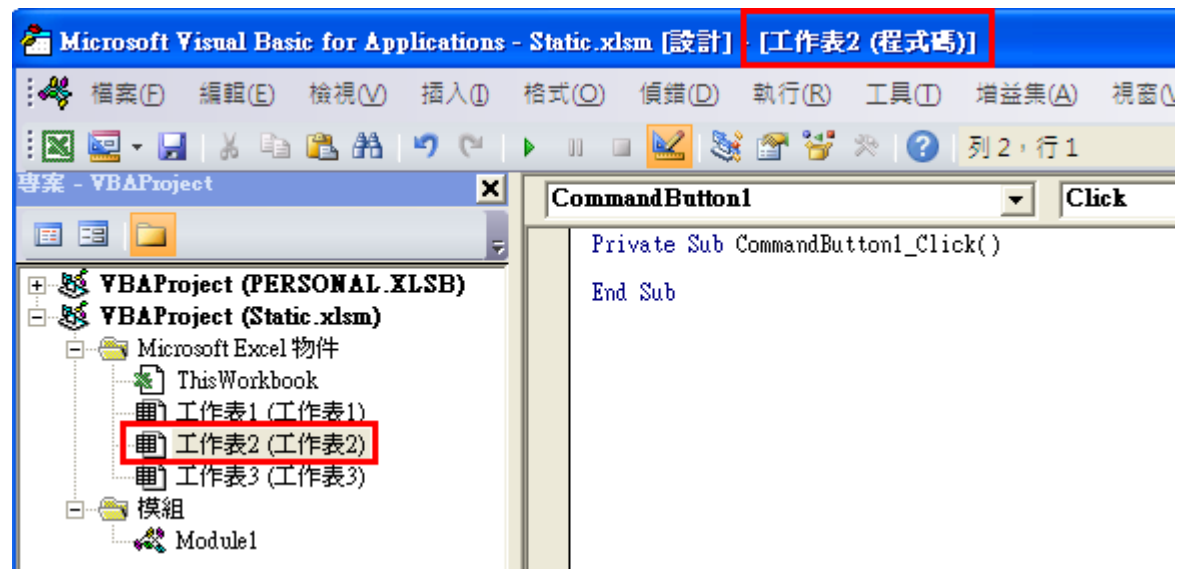 Microsoft Visual Basic for Applications - Static.xlsm [設計] - [工作表2 (程式碼)]
檔案(F) 編輯(E) 檢視(V) 插入(I) 格式(O) 偵錯(D) 執行(R) 工具(T) 增益集(A) 視窗(
列 2，行 1
專案 - VBAProject
CommandButton1 Click
Private Sub CommandButton1_Click()
End Sub
VBAProject (PERSONAL.XLSB)
VBAProject (Static.xlsm)
Microsoft Excel 物件
ThisWorkbook
工作表1 (工作表1)
工作表2 (工作表2)
工作表3 (工作表3)
模組
Module1